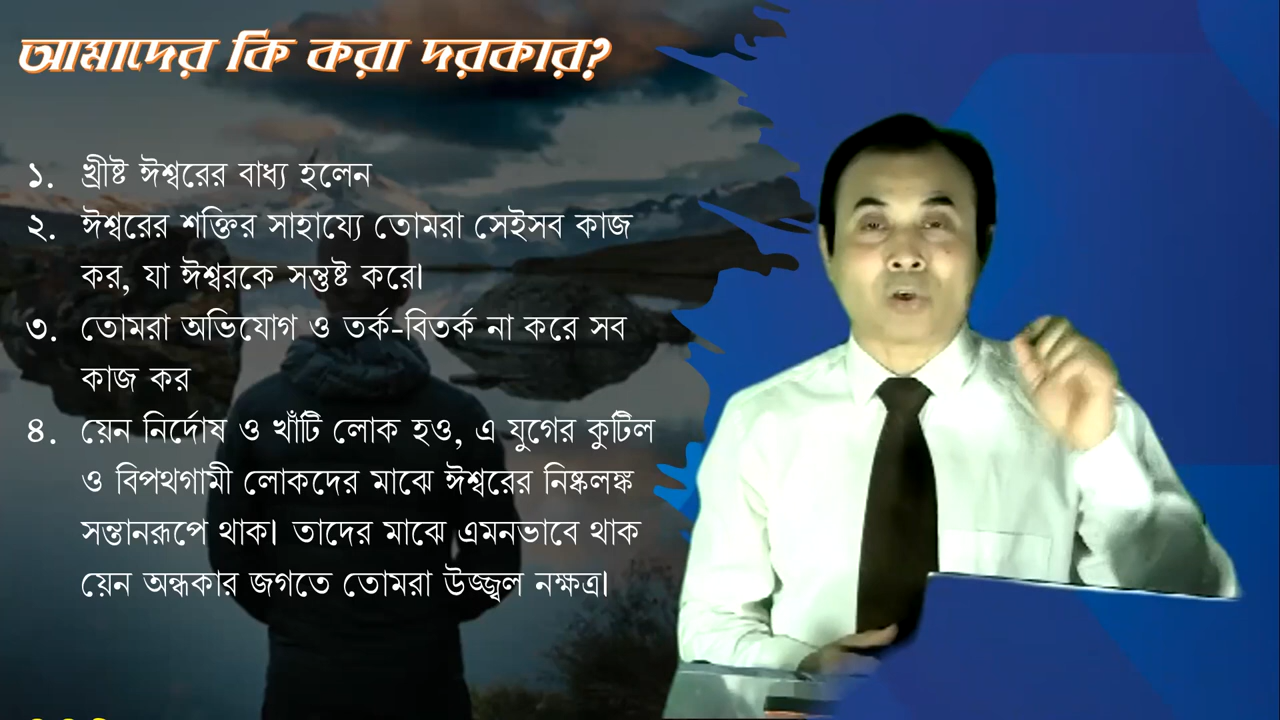 আমাদের কি করা দরকার?
১. খ্রীষ্ট ঈশ্বরের বাধ্য হলেন
২. ঈশ্বরের শক্তির সাহায্যে তোমরা সেইসব কাজ
কর, যা ঈশ্বরকে সন্তুষ্ট করে।
৩. তোমরা অভিযোগ ও তর্ক-বিতর্ক না করে সব
কাজ কর
৪. য়েন নির্দোষ ও খাঁটি লোক হও, এ যুগের কুটিল
ও বিপথগামী লোকদের মাঝে ঈশ্বরের নিষ্কলঙ্ক
সন্তানরূপে থাক। তাদের মাঝে এমনভাবে থাক
য়েন অন্ধকার জগতে তোমরা উজ্জ্বল নক্ষত্র।